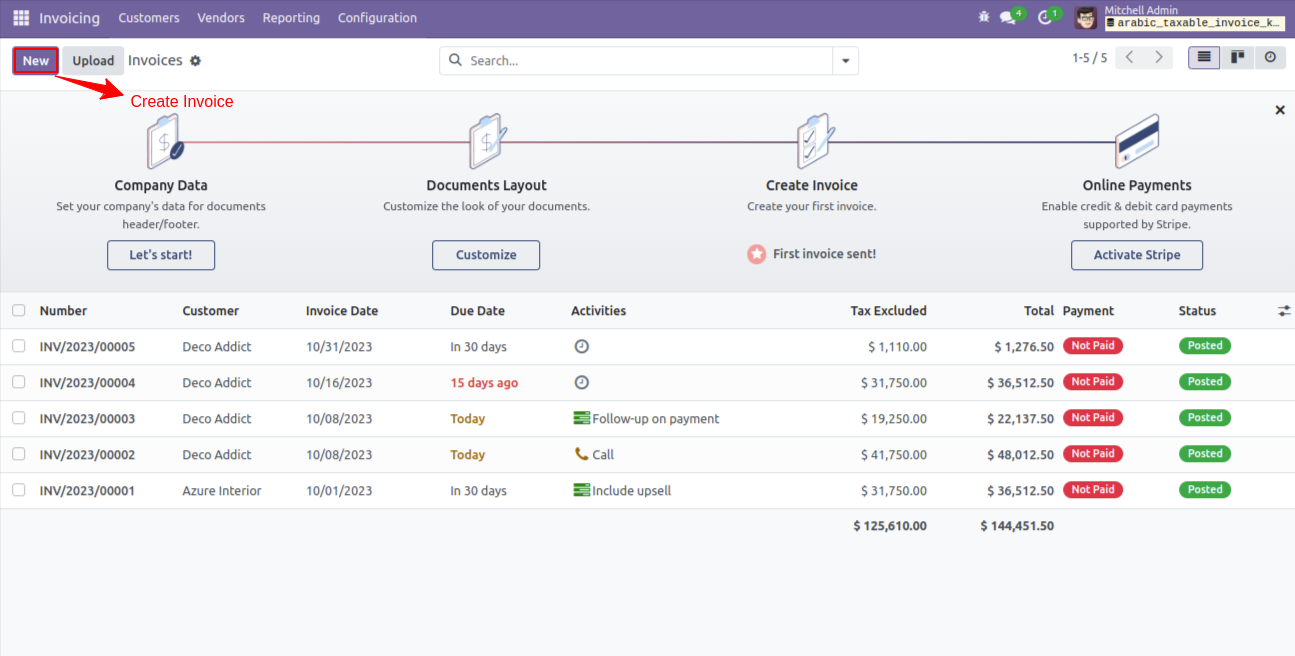 Invoicing Customers Vendors Reporting Configuration 4 1 Mitchell Admin
arabic_taxable_invoice_k...
New Upload Invoices Search... 1-5 / 5
Create Invoice
Company Data Documents Layout Create Invoice Online Payments
Set your company's data for documents Customize the look of your documents. Create your first invoice. Enable credit & debit card payments
header/footer. supported by Stripe.
Let's start! Customize First invoice sent! Activate Stripe
Number Customer Invoice Date Due Date Activities Tax Excluded Total Payment Status
INV/2023/00005 Deco Addict 10/31/2023 In 30 days $ 1,110.00 $ 1,276.50 Not Paid Posted
INV/2023/00004 Deco Addict 10/16/2023 15 days ago $ 31,750.00 $ 36,512.50 Not Paid Posted
INV/2023/00003 Deco Addict 10/08/2023 Today Follow-up on payment $ 19,250.00 $ 22,137.50 Not Paid Posted
INV/2023/00002 Deco Addict 10/08/2023 Today Call $ 41,750.00 $ 48,012.50 Not Paid Posted
INV/2023/00001 Azure Interior 10/01/2023 In 30 days Include upsell $ 31,750.00 $ 36,512.50 Not Paid Posted
$ 125,610.00 $ 144,451.50